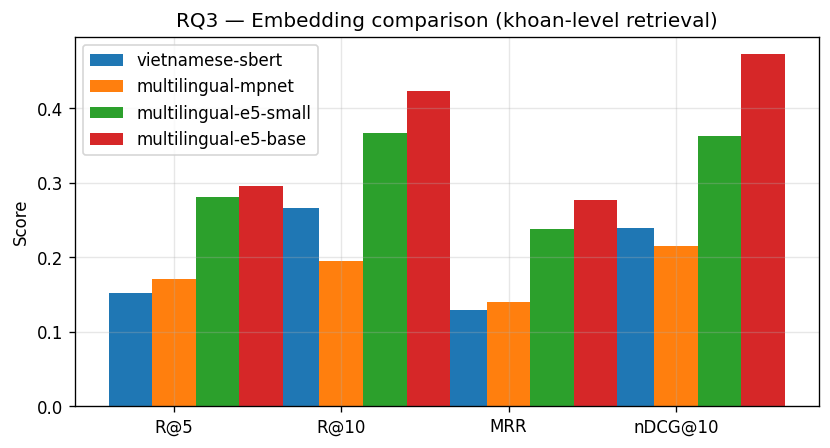 RQ3 — Embedding comparison (khoan-level retrieval)
vietnamese-sbert
multilingual-mpnet
multilingual-e5-small
multilingual-e5-base
Score
0.4
0.3
0.2
0.1
0.0
R@5
R@10
MRR
nDCG@10